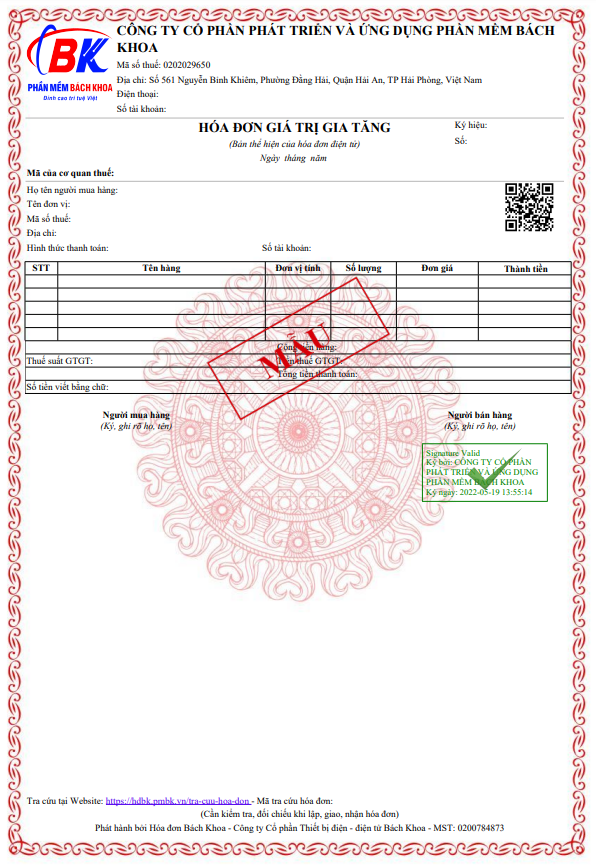 BK
PHẦN MỀM BÁCH KHOA
Đỉnh cao trí tuệ Việt
CÔNG TY CỔ PHẦN PHÁT TRIỂN VÀ ỨNG DỤNG PHẦN MỀM BÁCH
KHOA
Mã số thuế: 0202029650
Địa chỉ: Số 561 Nguyễn Bỉnh Khiêm, Phường Đằng Hải, Quận Hải An, TP Hải Phòng, Việt Nam
Điện thoại:
Số tài khoản:
HÓA ĐƠN GIÁ TRỊ GIA TĂNG
(Bản thể hiện của hóa đơn điện tử)
Ngày tháng năm
Ký hiệu:
Số:
Mã của cơ quan thuế:
Họ tên người mua hàng:
Tên đơn vị:
Mã số thuế:
Địa chỉ:
Hình thức thanh toán: Số tài khoản:
STT Tên hàng Đơn vị tính Số lượng Đơn giá Thành tiền
MẪU
Cộng tiền hàng:
Thuế suất GTGT: Tiền thuế GTGT:
Tổng tiền thanh toán:
Số tiền viết bằng chữ:
Người mua hàng Người bán hàng
(Ký, ghi rõ họ, tên) (Ký, ghi rõ họ, tên)
Signature Valid
Ký bởi: CÔNG TY CỔ PHẦN
PHÁT TRIỂN VÀ ỨNG DỤNG
PHẦN MỀM BÁCH KHOA
Ký ngày: 2022-05-19 13:55:14
Tra cứu tại Website: https://hdbk.pmbk.vn/tra-cuu-hoa-don - Mã tra cứu hóa đơn:
(Cần kiểm tra, đối chiếu khi lập, giao, nhận hóa đơn)
Phát hành bởi Hóa đơn Bách Khoa - Công ty Cổ phần Thiết bị điện - điện tử Bách Khoa - MST: 0200784873